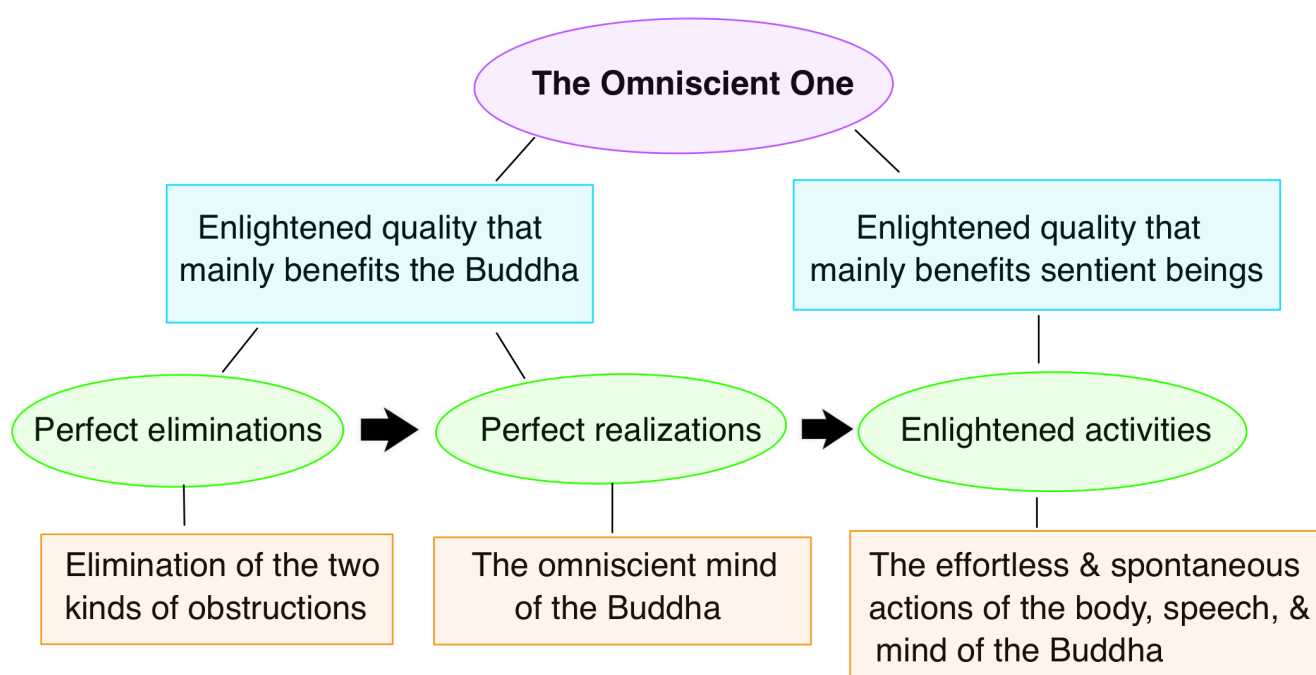 The Omniscient One
Enlightened quality that
mainly benefits the Buddha
Enlightened quality that
mainly benefits sentient beings
Perfect eliminations
Perfect realizations
Enlightened activities
Elimination of the two
kinds of obstructions
The omniscient mind
of the Buddha
The effortless & spontaneous
actions of the body, speech, &
mind of the Buddha